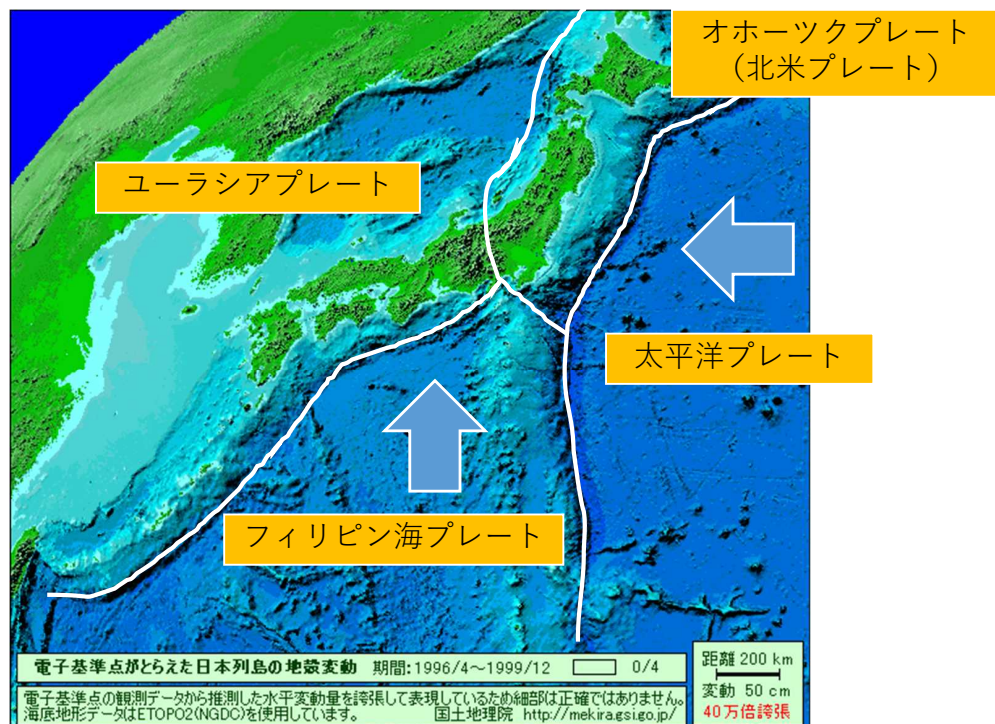 オホーツクプレート
(北米プレート)
ユーラシアプレート
太平洋プレート
フィリピン海プレート
電子基準点がとらえた日本列島の地殻変動 期間:1996/4～1999/12 0/4
電子基準点の観測データから推測した水平変動量を誇張して表現しているため細部は正確ではありません。
海底地形データはETOPO2(NGDC)を使用しています。 国土地理院 http://mekira.gsi.go.jp/
距離 200 km
変動 50 cm
40万倍誇張